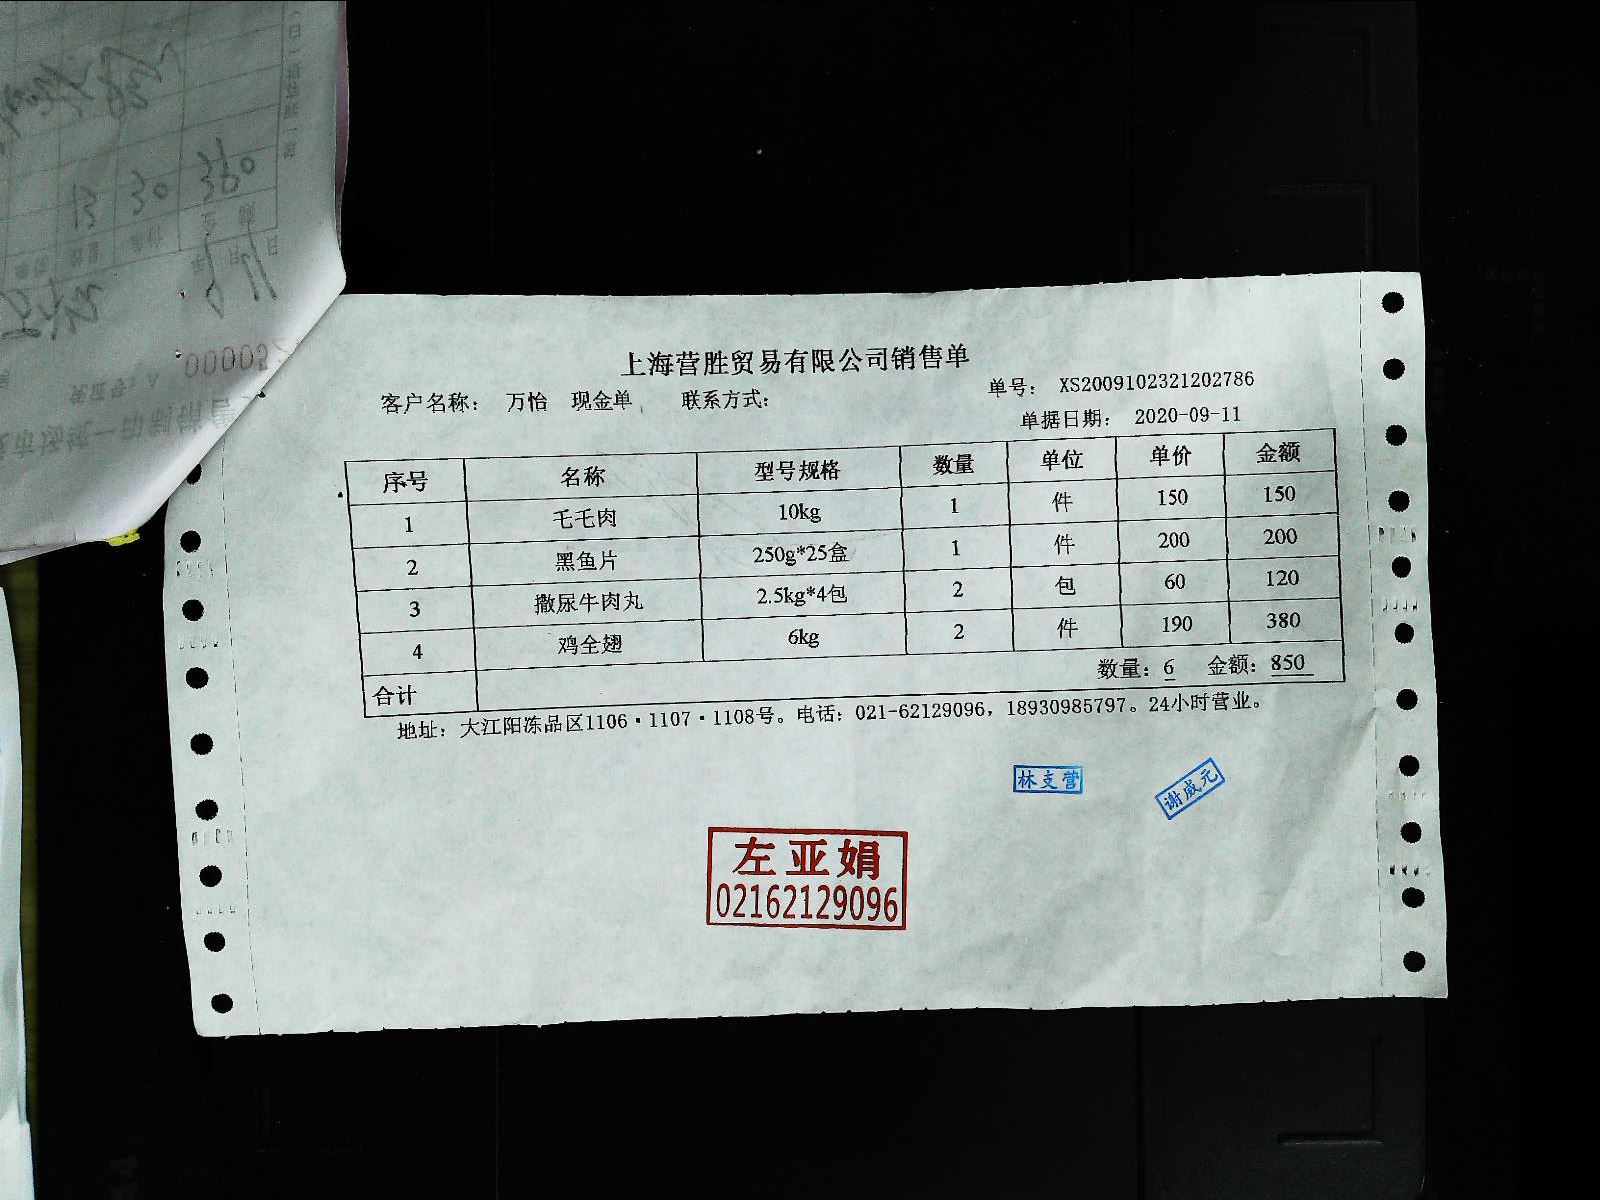 上海营胜贸易有限公司销售单
客户名称： 万怡 现金单 联系方式： 单号： XS2009102321202786
单据日期： 2020-09-11
序号 名称 型号规格 数量 单位 单价 金额
1 乇乇肉 10kg 1 件 150 150
2 黑鱼片 250g*25盒 1 件 200 200
3 撒尿牛肉丸 2.5kg*4包 2 包 60 120
4 鸡全翅 6kg 2 件 190 380
合计 数量：6 金额：850
地址：大江阳冻品区1106·1107·1108号。电话：021-62129096，18930985797。24小时营业。
林支营
谢威元
左亚娟
02162129096
360
30
00003